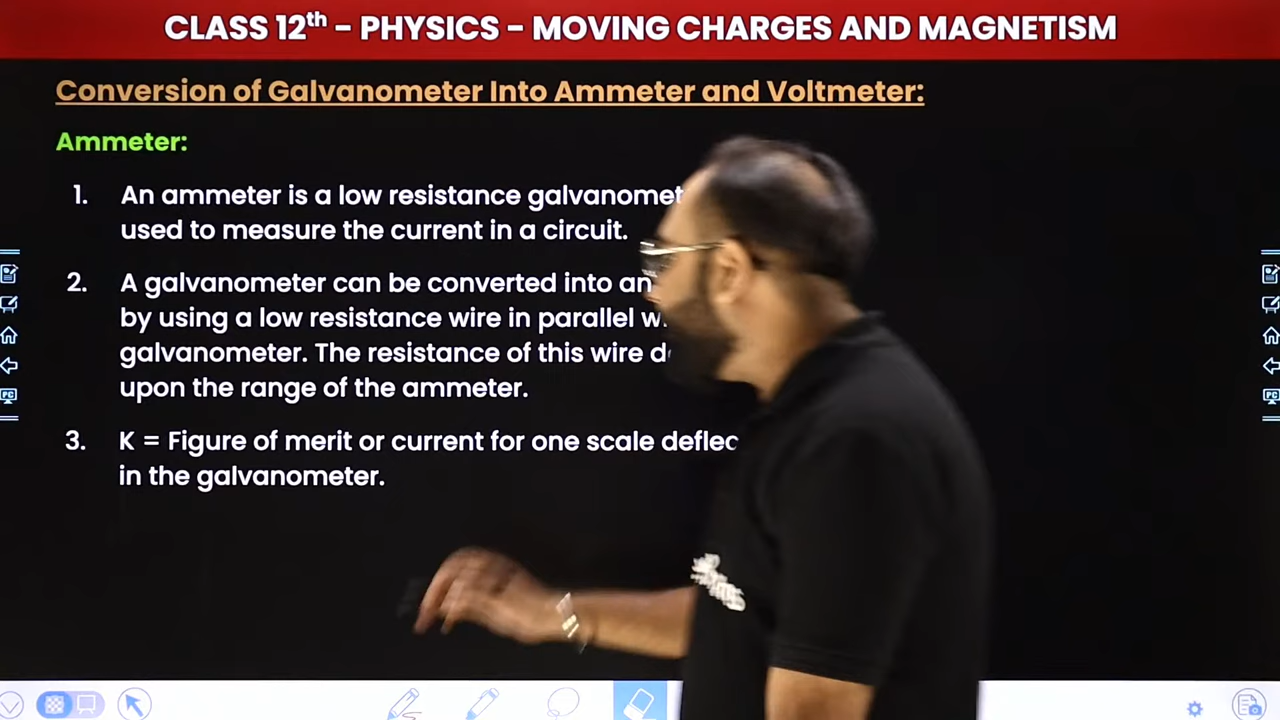 CLASS 12th - PHYSICS - MOVING CHARGES AND MAGNETISM
Conversion of Galvanometer Into Ammeter and Voltmeter:
Ammeter:
1. An ammeter is a low resistance
used to measure the current in a circuit.
2. A galvanometer can be converted into an
by using a low resistance wire in parallel
galvanometer. The resistance of this wire
upon the range of the ammeter.
3. K = Figure of merit or current for one scale
in the galvanometer.
PC
PC